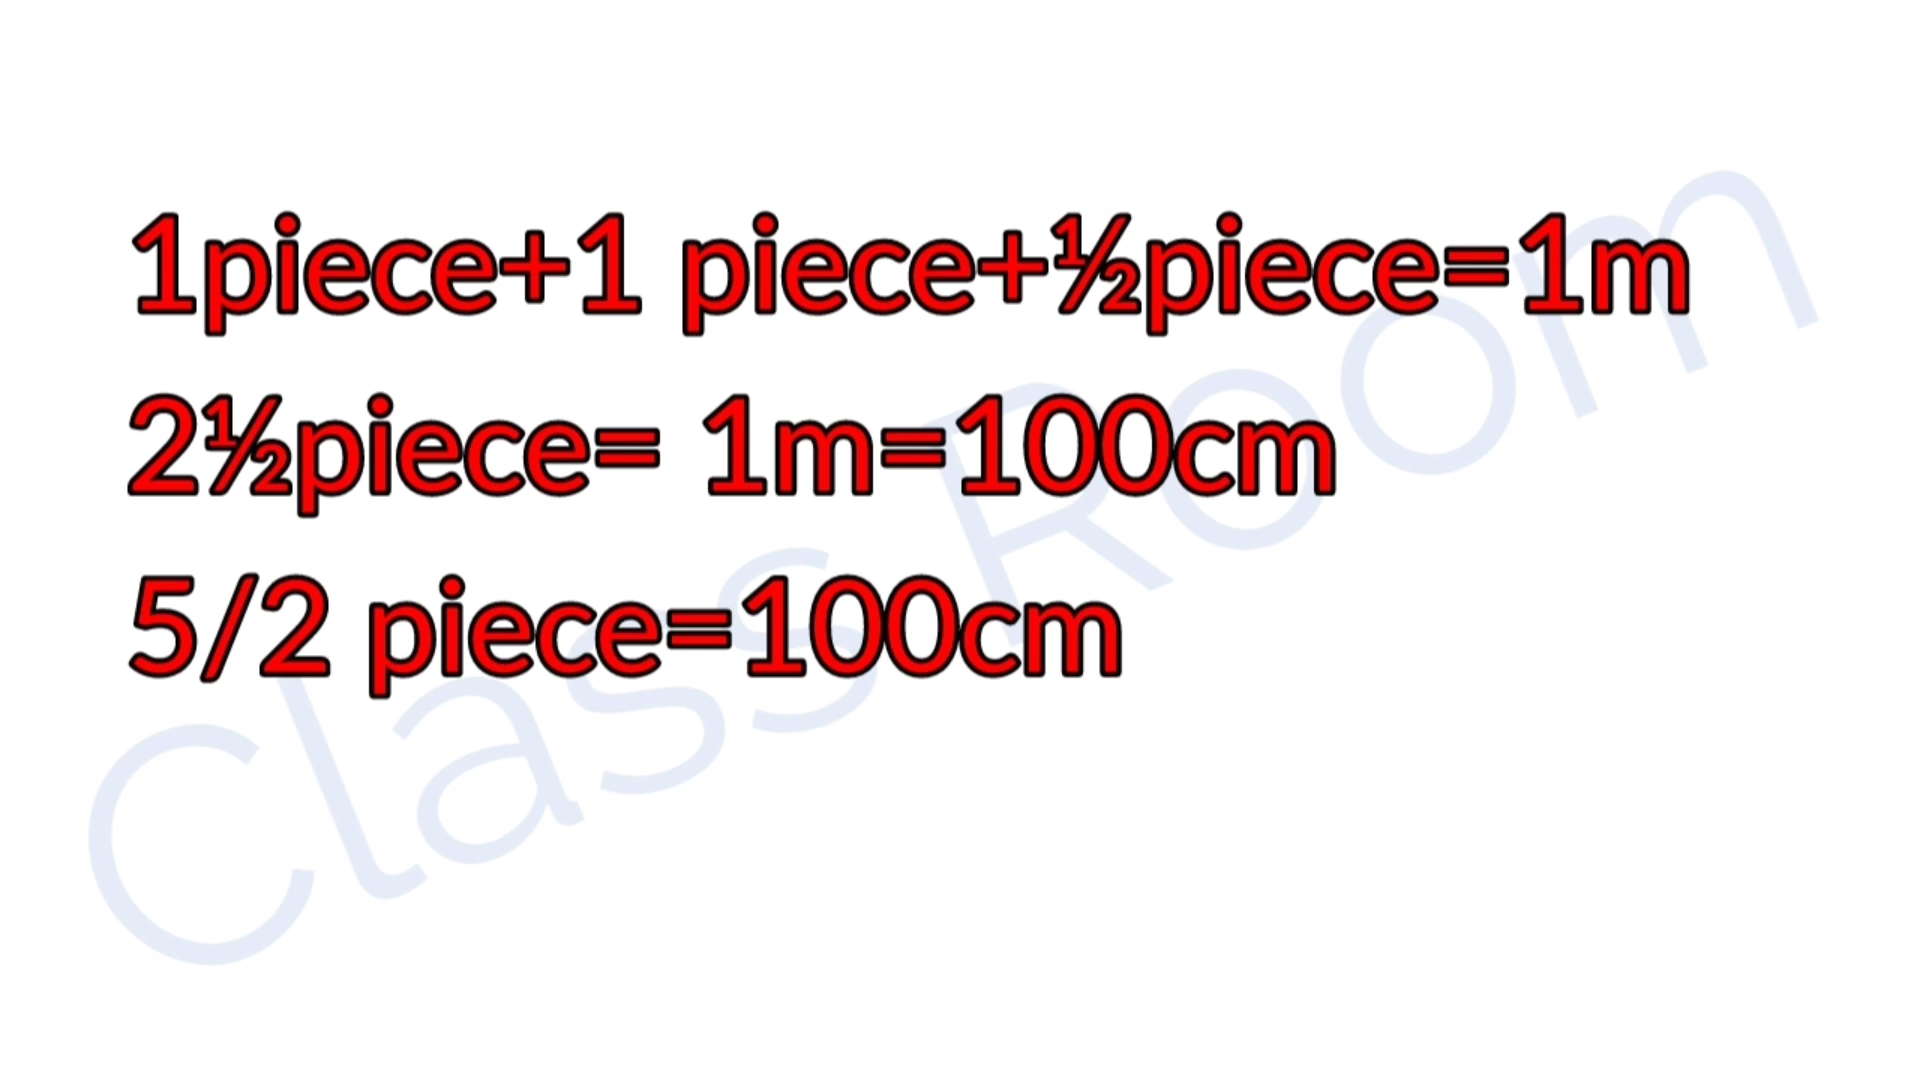 1piece+1 piece+½piece=1m
2½piece= 1m=100cm
5/2 piece=100cm
Class Room